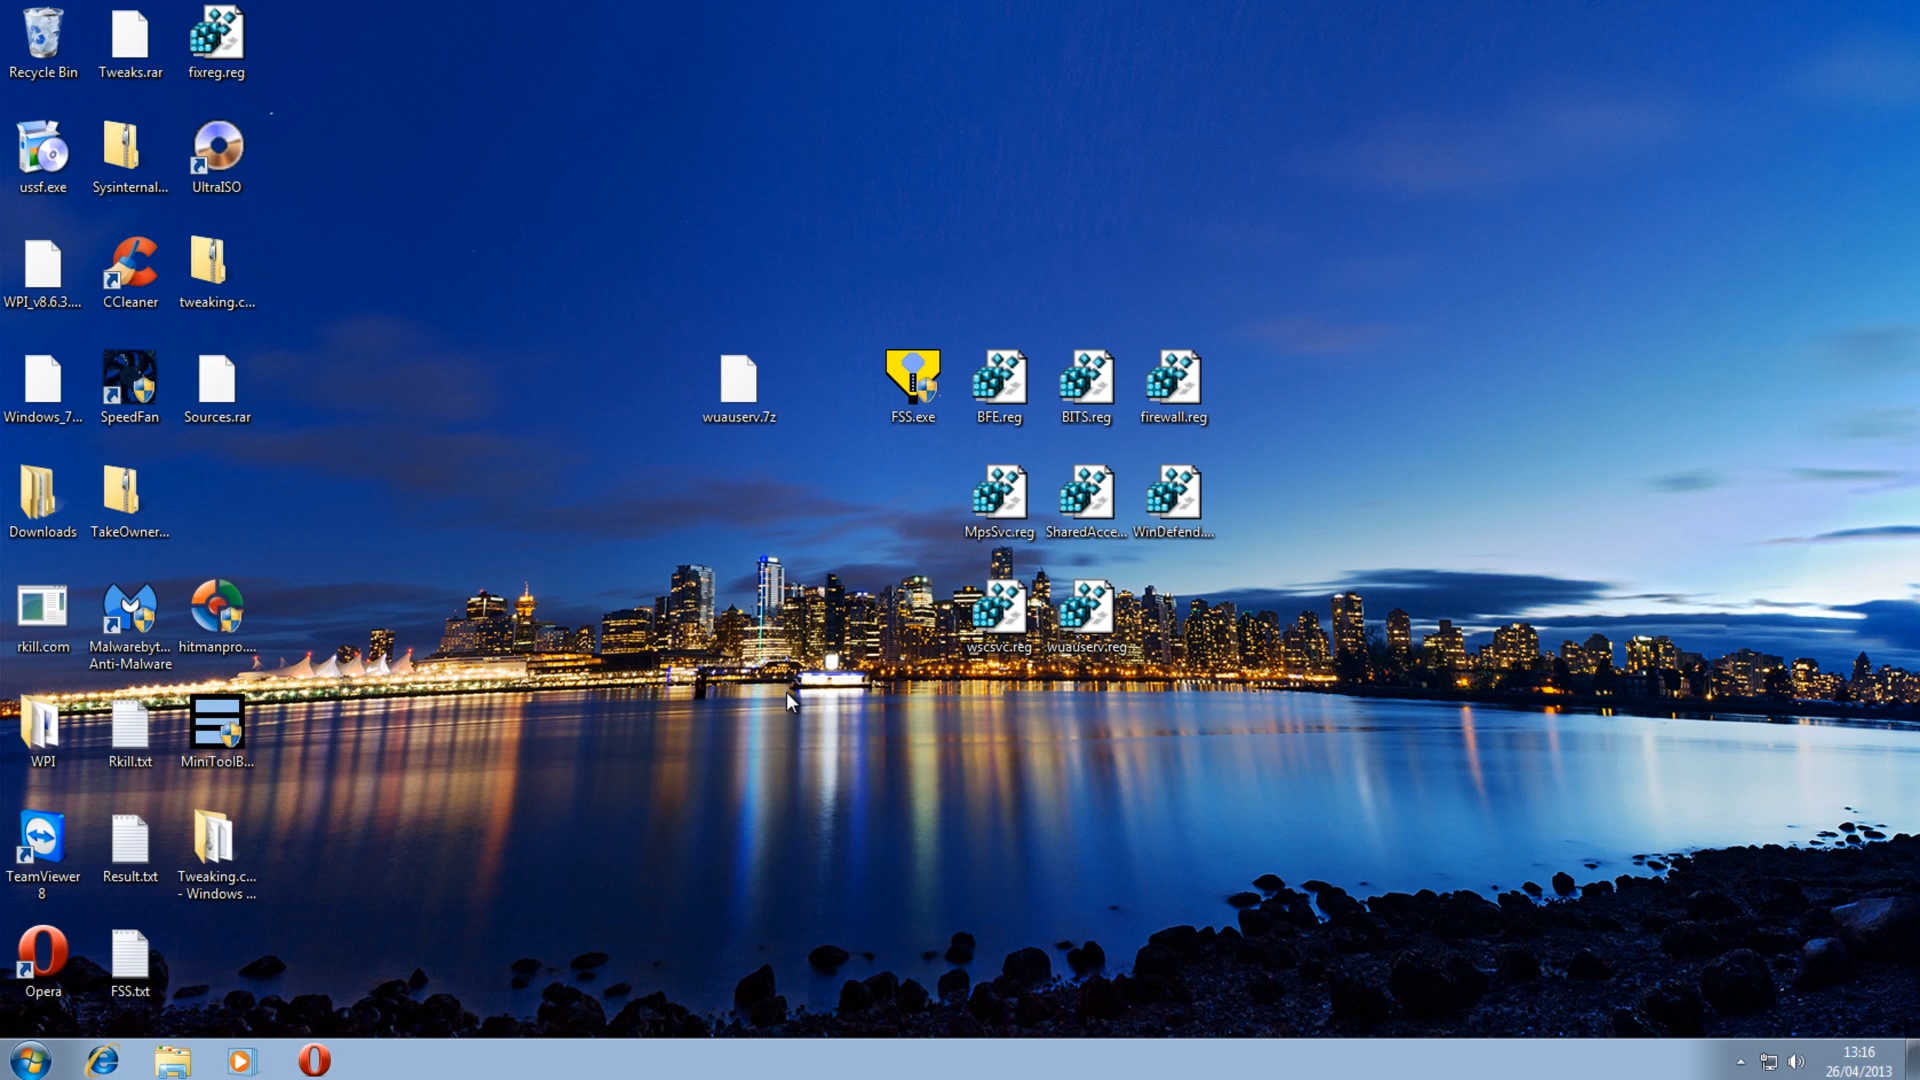 Recycle Bin
Tweaks.rar
fixreg.reg
ussf.exe
Sysinternal...
UltraISO
WPI_v8.6.3....
CCleaner
tweaking.c...
Windows_7...
SpeedFan
Sources.rar
wuauserv.7z
FSS.exe
BFE.reg
BITS.reg
firewall.reg
Downloads
TakeOwner...
MpsSvc.reg
SharedAcce...
WinDefend....
rkill.com
Malwarebyt...
Anti-Malware
hitmanpro....
wscsvc.reg
wuauserv.reg
WPI
Rkill.txt
MiniToolB...
TeamViewer
8
Result.txt
Tweaking.c...
- Windows ...
Opera
FSS.txt
13:16
26/04/2013